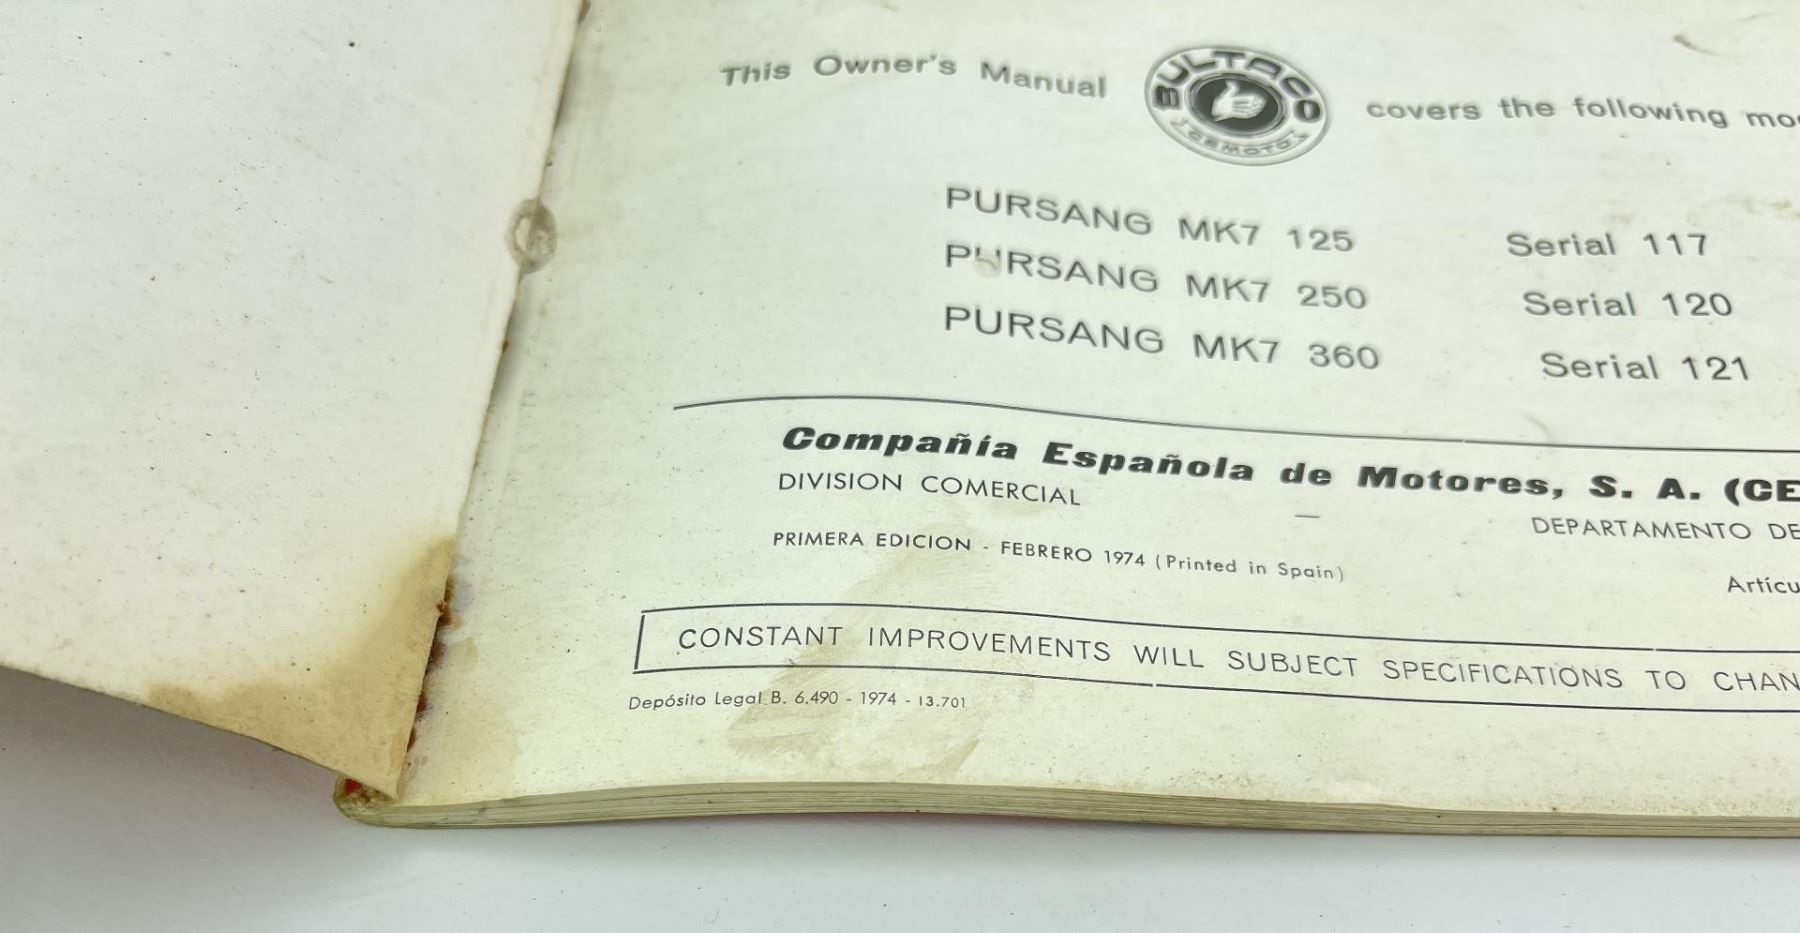 This Owner's Manual BULTACO CEMOTO covers the following
PURSANG MK7 125 Serial 117
PURSANG MK7 250 Serial 120
PURSANG MK7 360 Serial 121
Compañía Española de Motores, S. A. (CE
DIVISION COMERCIAL
DEPARTAMENTO DE
PRIMERA EDICION - FEBRERO 1974 (Printed in Spain)
Artícu
CONSTANT IMPROVEMENTS WILL SUBJECT SPECIFICATIONS TO CHAN
Depósito Legal B. 6.490 - 1974 - 13.701